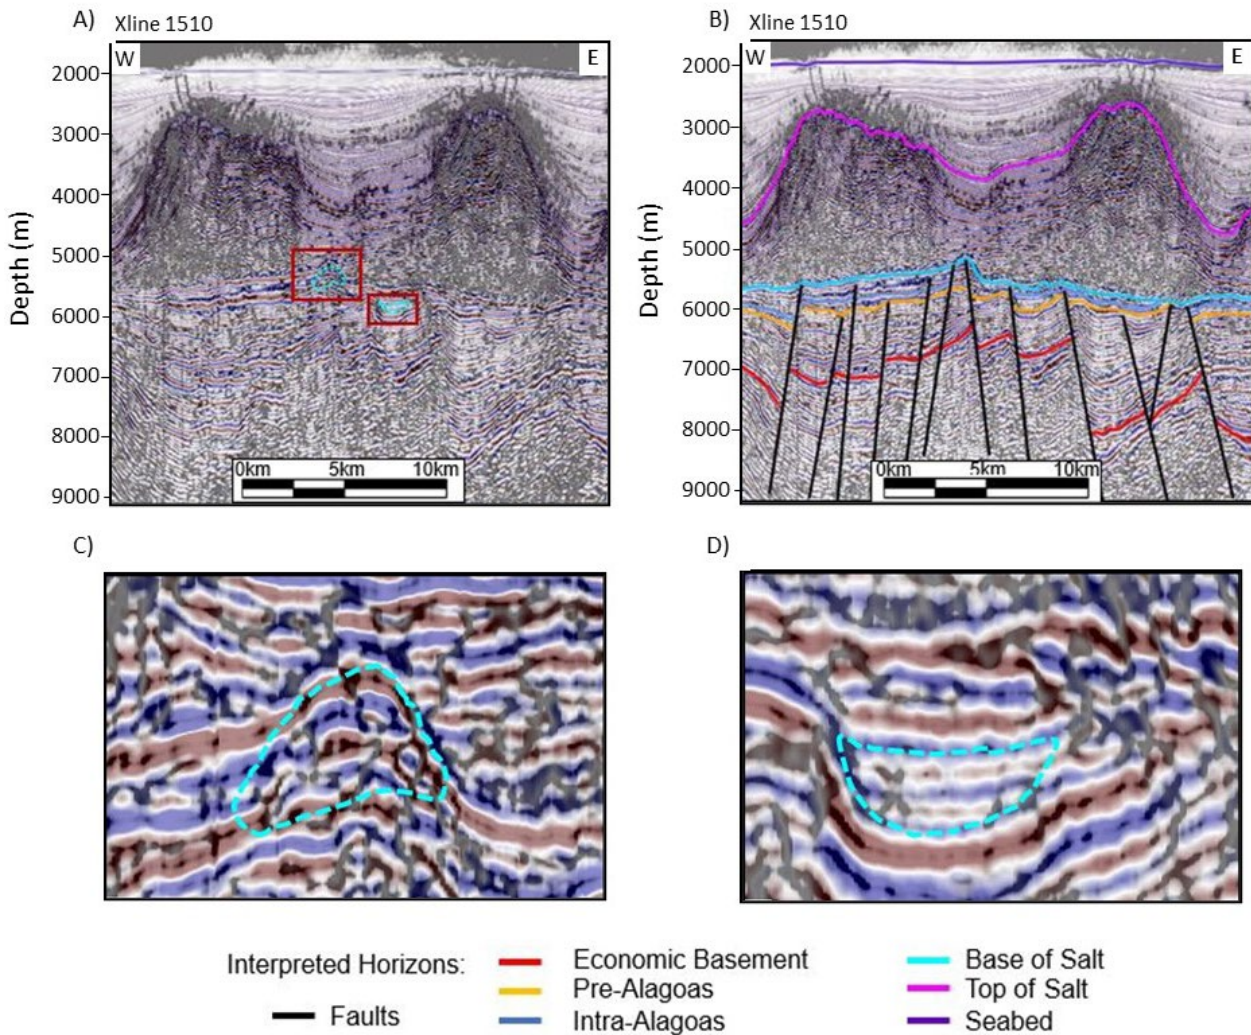 A) Xline 1510
B) Xline 1510
W
E
W
E
Depth (m)
2000
3000
4000
5000
6000
7000
8000
9000
0km 5km 10km
Depth (m)
2000
3000
4000
5000
6000
7000
8000
9000
0km 5km 10km
C)
D)
Interpreted Horizons:
Faults
Economic Basement
Pre-Alagoas
Intra-Alagoas
Base of Salt
Top of Salt
Seabed